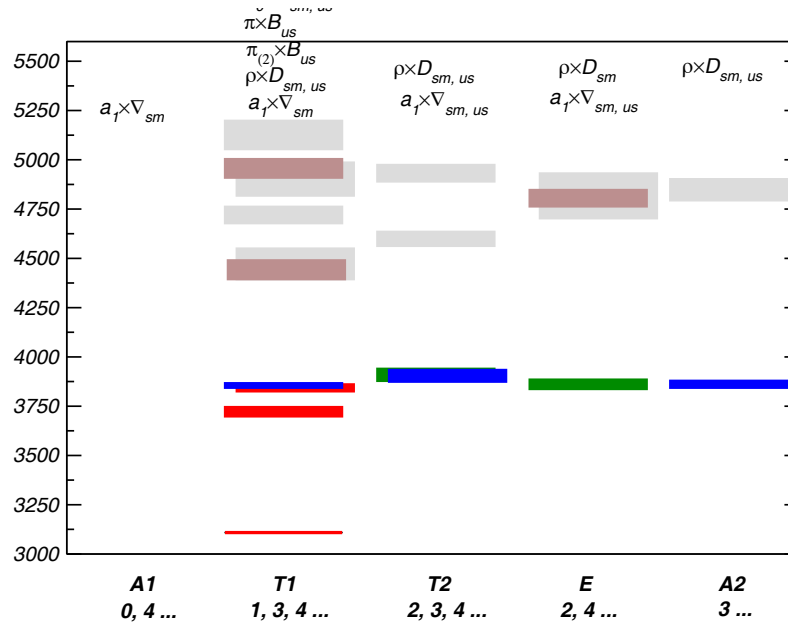 sm, us
π×B_us
π_(2)×B_us
ρ×D_sm, us
a_1×∇_sm
a_1×∇_sm
ρ×D_sm, us
a_1×∇_sm, us
ρ×D_sm
a_1×∇_sm, us
ρ×D_sm, us
5500
5250
5000
4750
4500
4250
4000
3750
3500
3250
3000
A1 T1 T2 E A2
0, 4 ... 1, 3, 4 ... 2, 3, 4 ... 2, 4 ... 3 ...